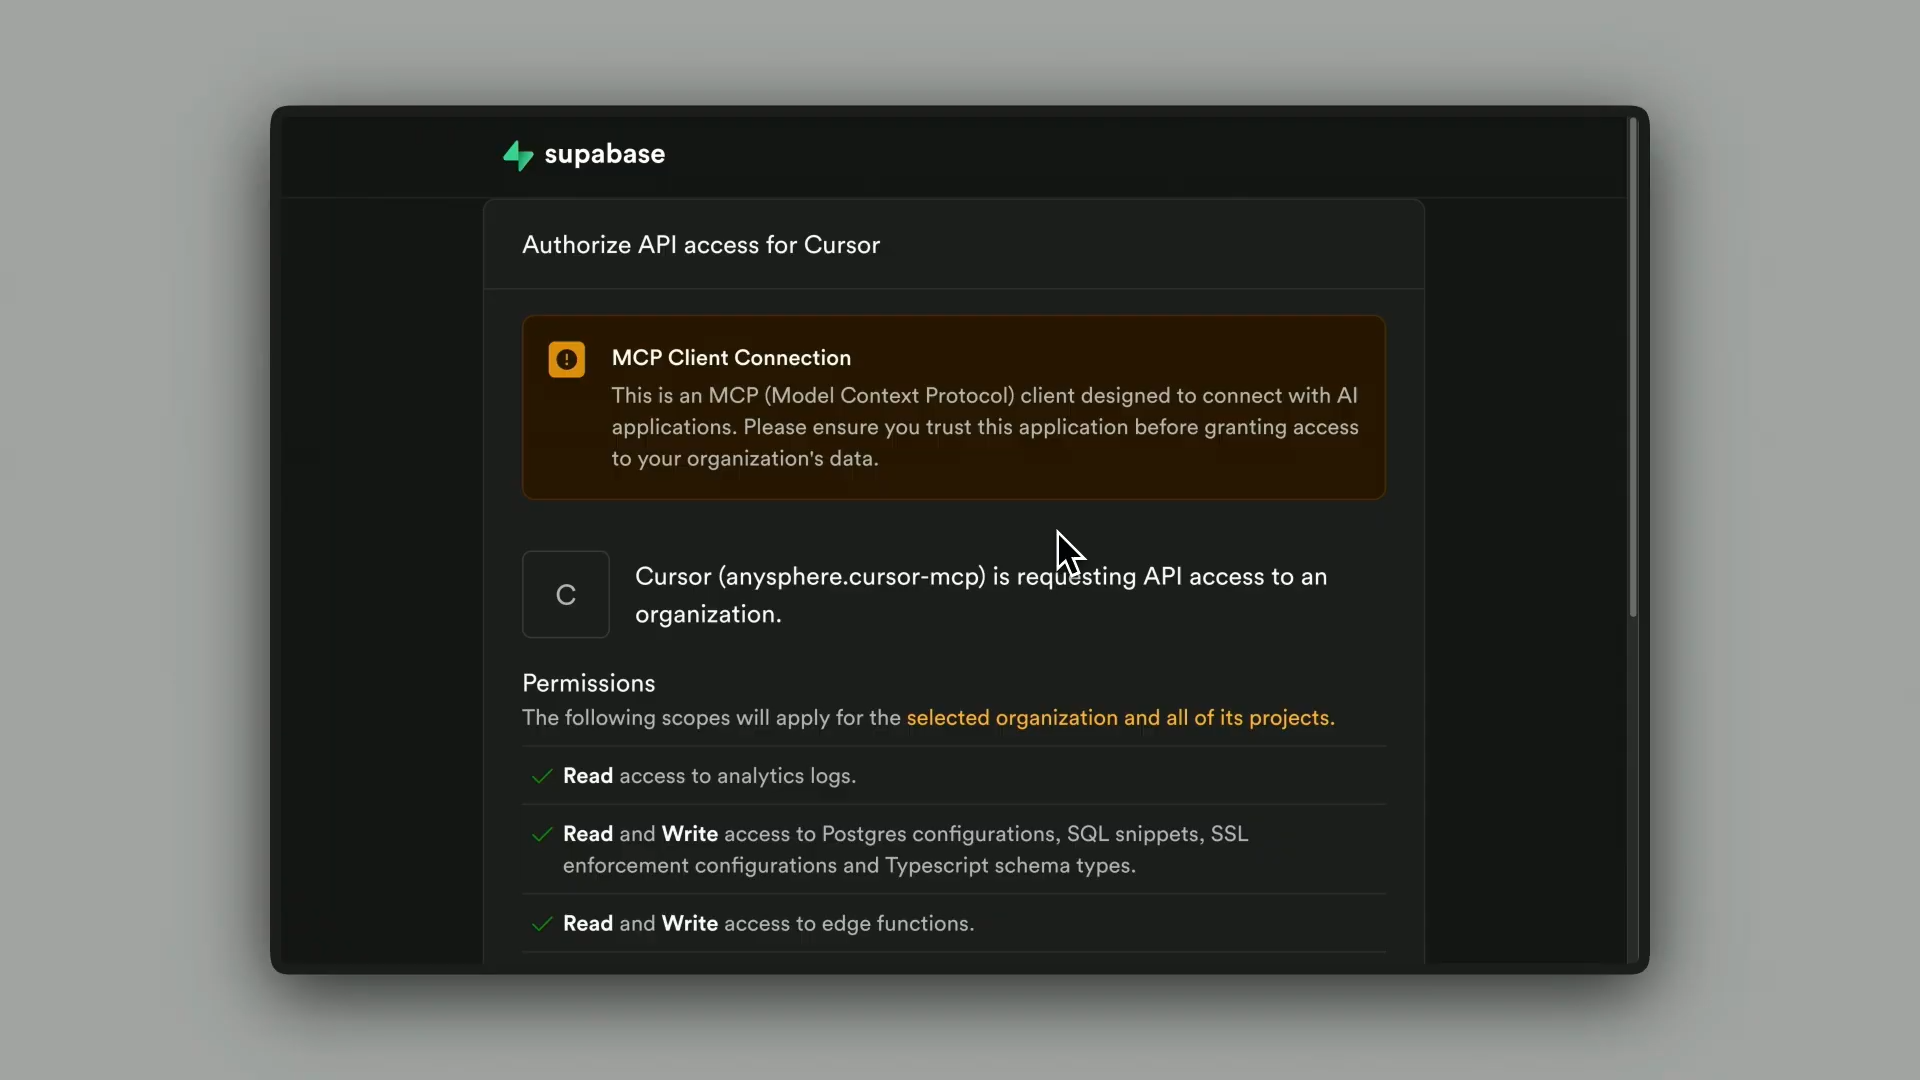 supabase
Authorize API access for Cursor
MCP Client Connection
This is an MCP (Model Context Protocol) client designed to connect with AI
applications. Please ensure you trust this application before granting access
to your organization's data.
C
Cursor (anysphere.cursor-mcp) is requesting API access to an
organization.
Permissions
The following scopes will apply for the selected organization and all of its projects.
Read access to analytics logs.
Read and Write access to Postgres configurations, SQL snippets, SSL
enforcement configurations and Typescript schema types.
Read and Write access to edge functions.